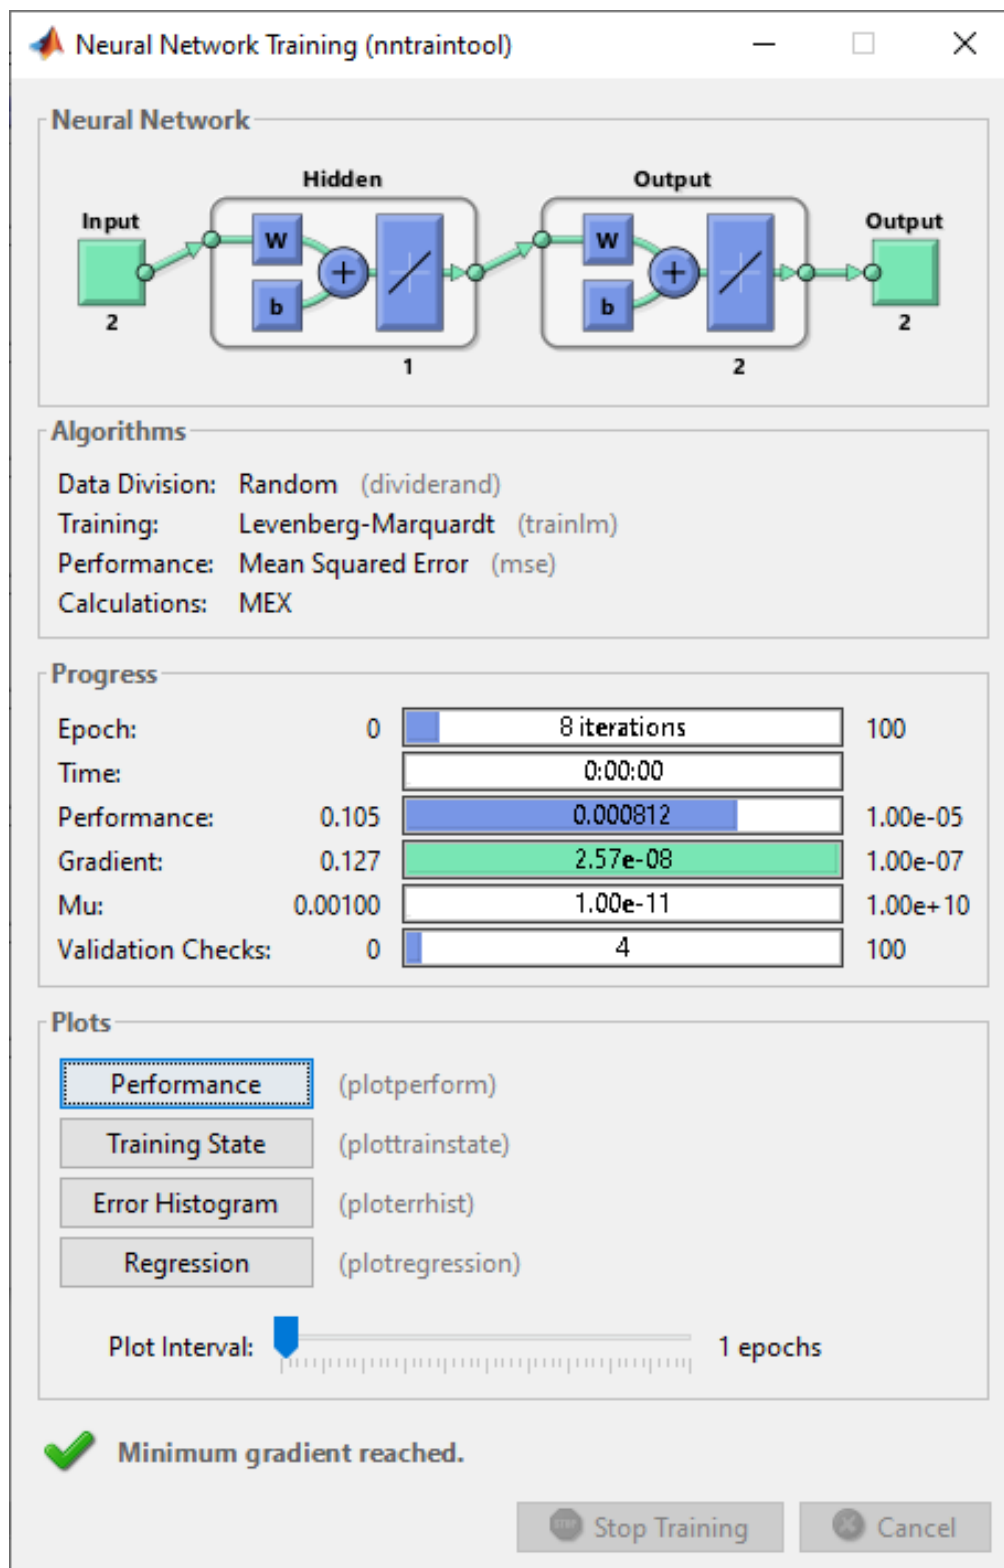 Neural Network Training (nntraintool)
Neural Network
Hidden
Output
Input
W
b
+
W
b
+
Output
2
1
2
2
Algorithms
Data Division: Random (dividerand)
Training: Levenberg-Marquardt (trainlm)
Performance: Mean Squared Error (mse)
Calculations: MEX
Progress
Epoch: 0 8 iterations 100
Time: 0:00:00
Performance: 0.105 0.000812 1.00e-05
Gradient: 0.127 2.57e-08 1.00e-07
Mu: 0.00100 1.00e-11 1.00e+10
Validation Checks: 0 4 100
Plots
Performance (plotperform)
Training State (plottrainstate)
Error Histogram (ploterrhist)
Regression (plotregression)
Plot Interval: 1 epochs
Minimum gradient reached.
STOP Stop Training Cancel